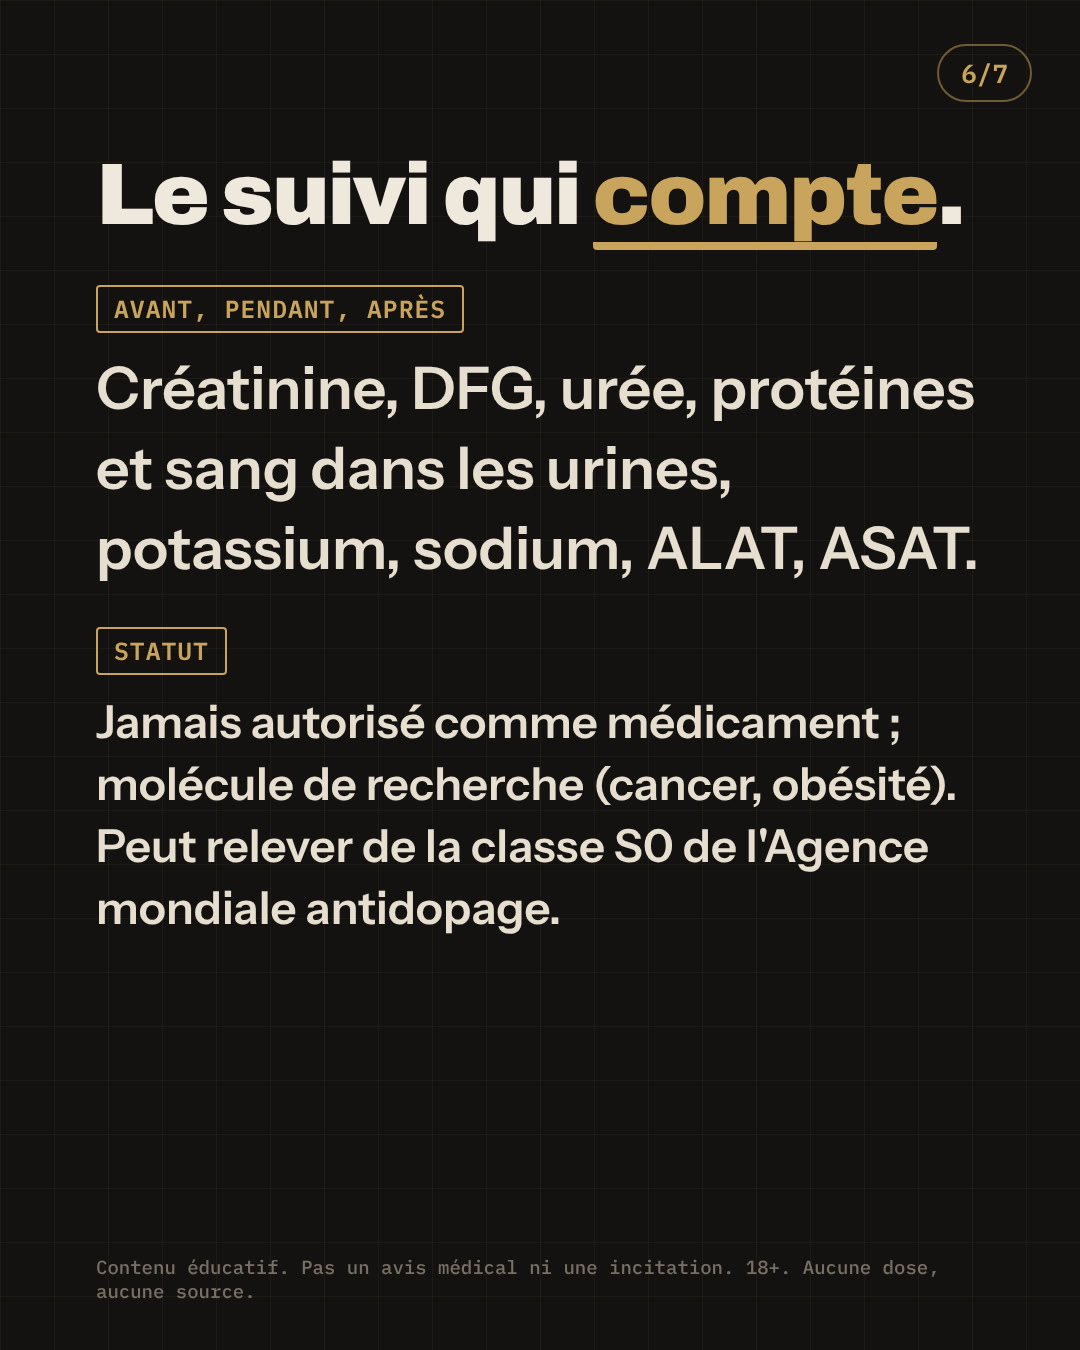 6/7
Le suivi qui compte.
AVANT, PENDANT, APRÈS
Créatinine, DFG, urée, protéines
et sang dans les urines,
potassium, sodium, ALAT, ASAT.
STATUT
Jamais autorisé comme médicament ;
molécule de recherche (cancer, obésité).
Peut relever de la classe S0 de l'Agence
mondiale antidopage.
Contenu éducatif. Pas un avis médical ni une incitation. 18+. Aucune dose,
aucune source.